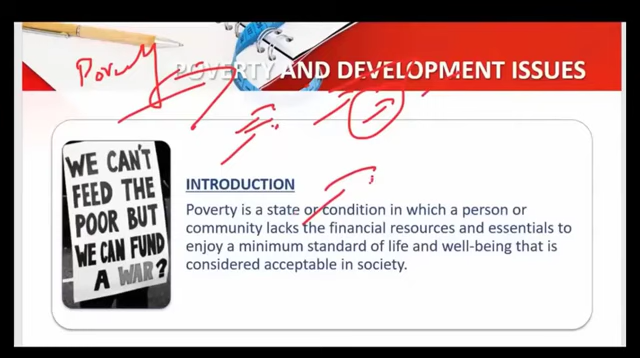 Poverty
POVERTY AND DEVELOPMENT ISSUES
WE CAN'T
FEED THE
POOR BUT
WE CAN FUND
A WAR?
INTRODUCTION
Poverty is a state or condition in which a person or
community lacks the financial resources and essentials to
enjoy a minimum standard of life and well-being that is
considered acceptable in society.